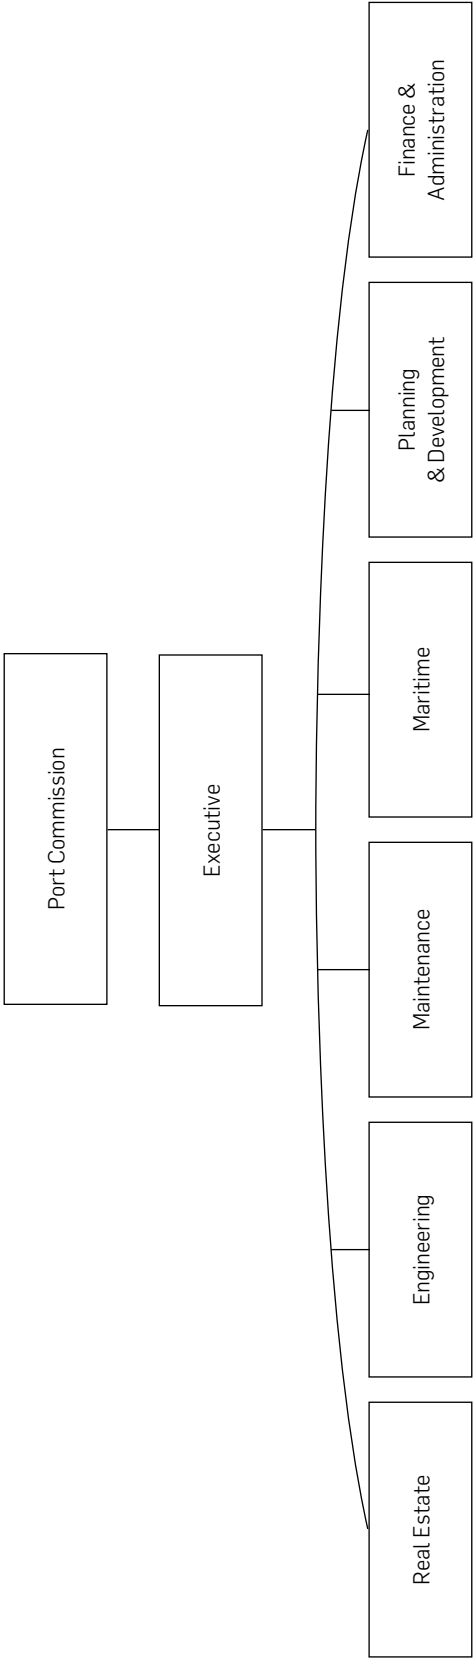 Port Commission
Executive
Real Estate
Engineering
Maintenance
Maritime
Planning
& Development
Finance &
Administration